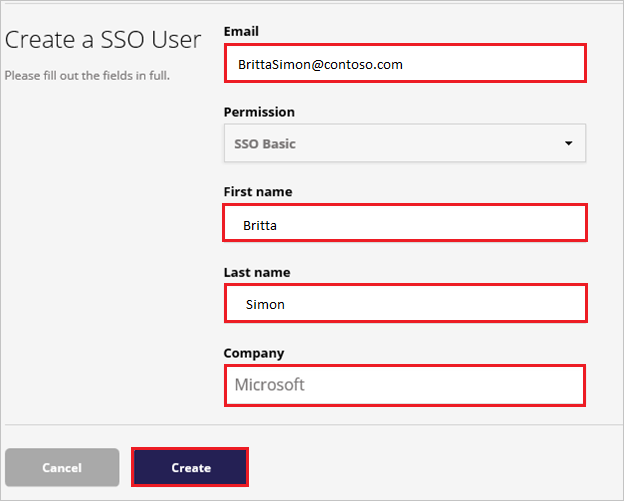 Create a SSO User
Please fill out the fields in full.
Email
BrittaSimon@contoso.com
Permission
SSO Basic
First name
Britta
Last name
Simon
Company
Microsoft
Cancel
Create